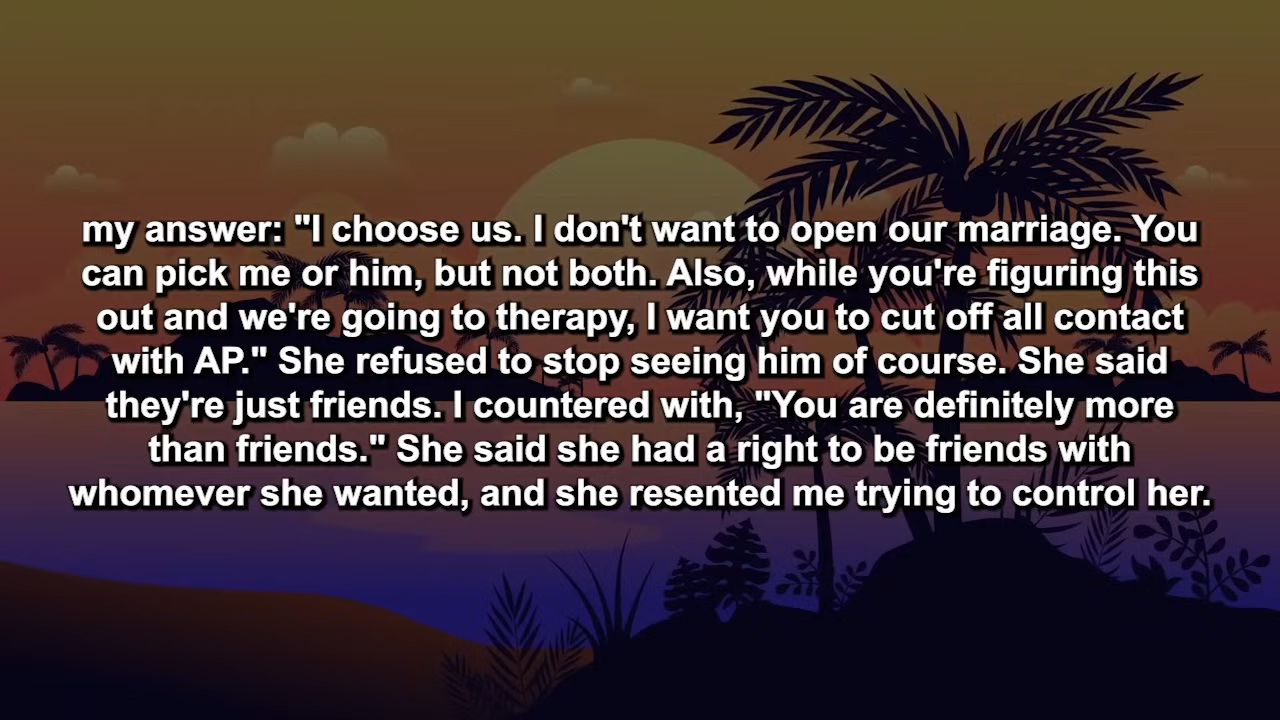 my answer: "I choose us. I don't want to open our marriage. You
can pick me or him, but not both. Also, while you're figuring this
out and we're going to therapy, I want you to cut off all contact
with AP." She refused to stop seeing him of course. She said
they're just friends. I countered with, "You are definitely more
than friends." She said she had a right to be friends with
whomever she wanted, and she resented me trying to control her.